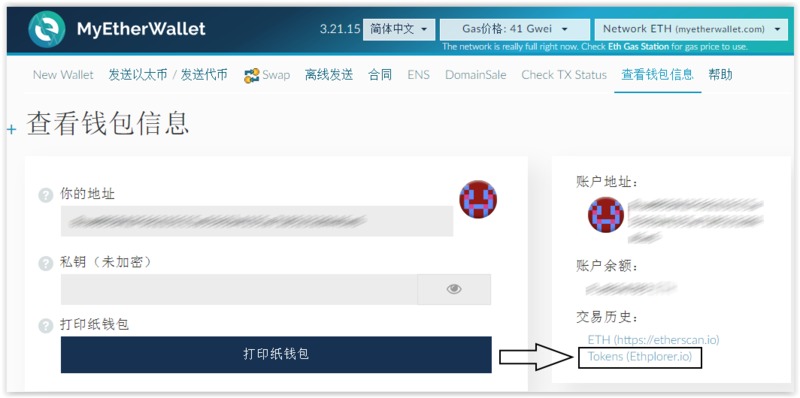 MyEtherWallet
3.21.15 简体中文 Gas价格: 41 Gwei Network ETH (myetherwallet.com)
The network is really full right now. Check Eth Gas Station for gas price to use.
New Wallet 发送以太币 / 发送代币 Swap 离线发送 合同 ENS DomainSale Check TX Status 查看钱包信息 帮助
+ 查看钱包信息
? 你的地址
? 私钥（未加密）
? 打印纸钱包
打印纸钱包
账户地址：
账户余额：
交易历史：
ETH (https://etherscan.io)
Tokens (Ethplorer.io)